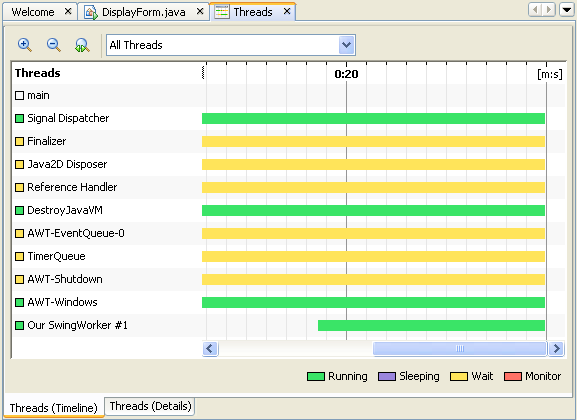 Welcome DisplayForm.java Threads
All Threads
Threads 0:20 [m:s]
main
Signal Dispatcher
Finalizer
Java2D Disposer
Reference Handler
DestroyJavaVM
AWT-EventQueue-0
TimerQueue
AWT-Shutdown
AWT-Windows
Our SwingWorker #1
Running Sleeping Wait Monitor
Threads (Timeline) Threads (Details)